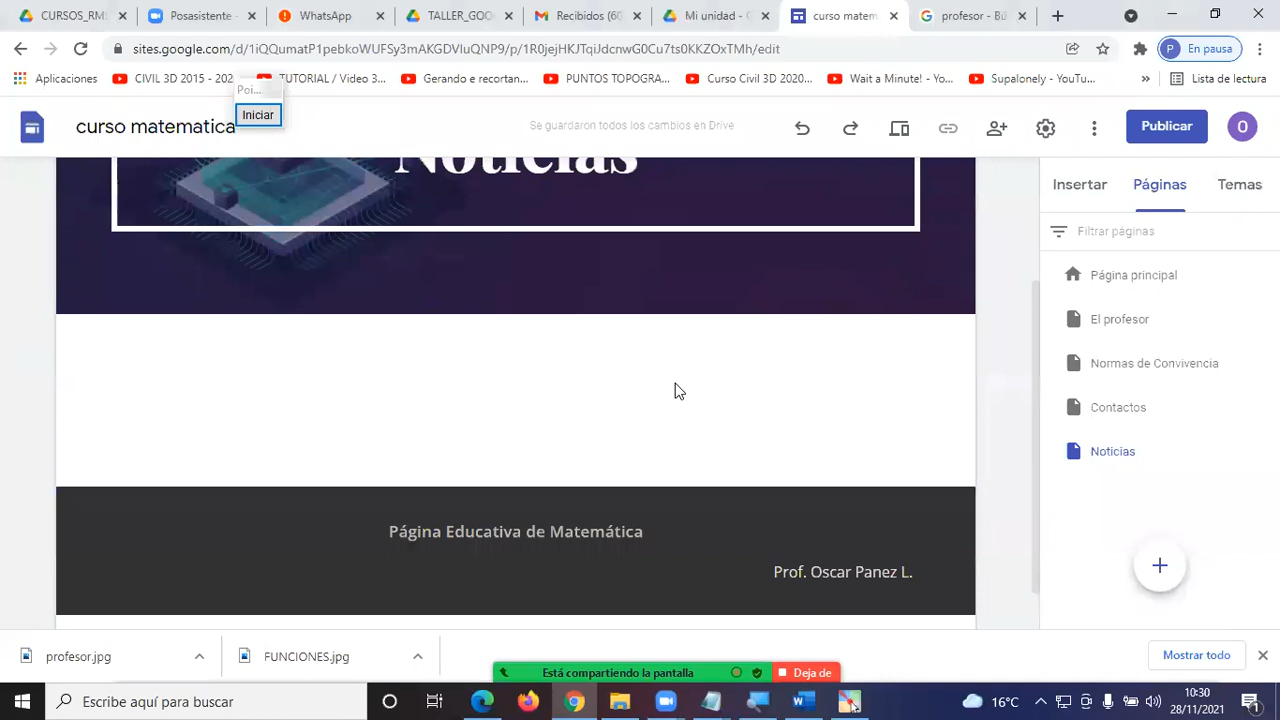 CURSOS_RM
Posasistente -
WhatsApp
TALLER_GOO
Recibidos (60
Mi unidad -
curso matem
profesor - Bú
sites.google.com/d/1iQQumatP1pebkoWUFSy3mAKGDVluQNP9/p/1R0jejHKJTqiJdcnwG0Cu7ts0KKZOxTMh/edit
P En pausa
Aplicaciones
CIVIL 3D 2015 - 202
TUTORIAL / Video 3...
Gerando e recortan...
PUNTOS TOPOGRA...
Curso Civil 3D 2020...
Wait a Minute! - Yo...
Supalonely - YouTu...
»
Lista de lectura
Poi...
Iniciar
curso matematica
Se guardaron todos los cambios en Drive
Publicar
O
Noticias
Insertar
Páginas
Temas
Filtrar páginas
Página principal
El profesor
Normas de Convivencia
Contactos
Noticias
Página Educativa de Matemática
Prof. Oscar Panez L.
profesor.jpg
FUNCIONES.jpg
Mostrar todo
Está compartiendo la pantalla
Deja de
Escribe aquí para buscar
16°C
10:30
28/11/2021
1